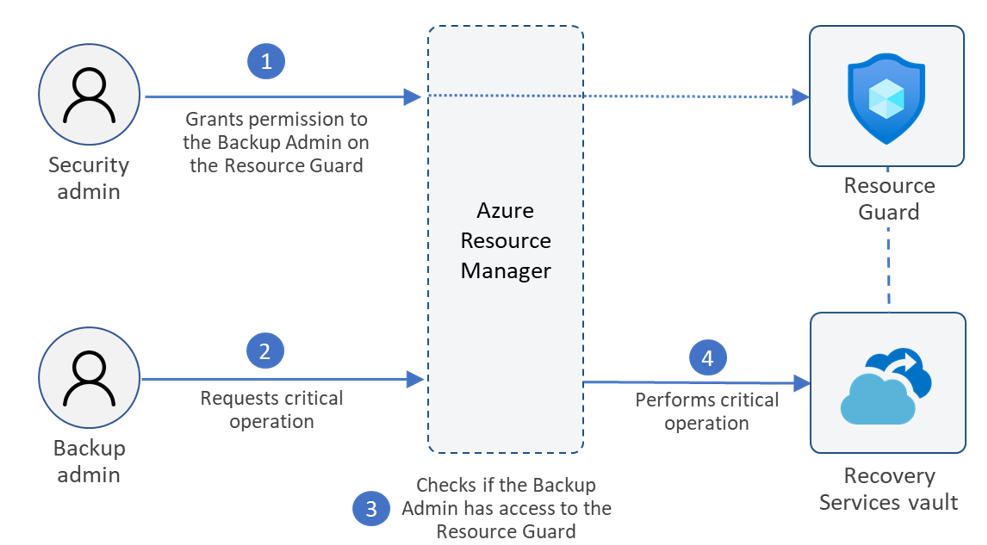 1
Grants permission to
the Backup Admin on
the Resource Guard
Security
admin
Azure
Resource
Manager
Resource
Guard
2
Requests critical
operation
Backup
admin
4
Performs critical
operation
3
Checks if the Backup
Admin has access to the
Resource Guard
Recovery
Services vault